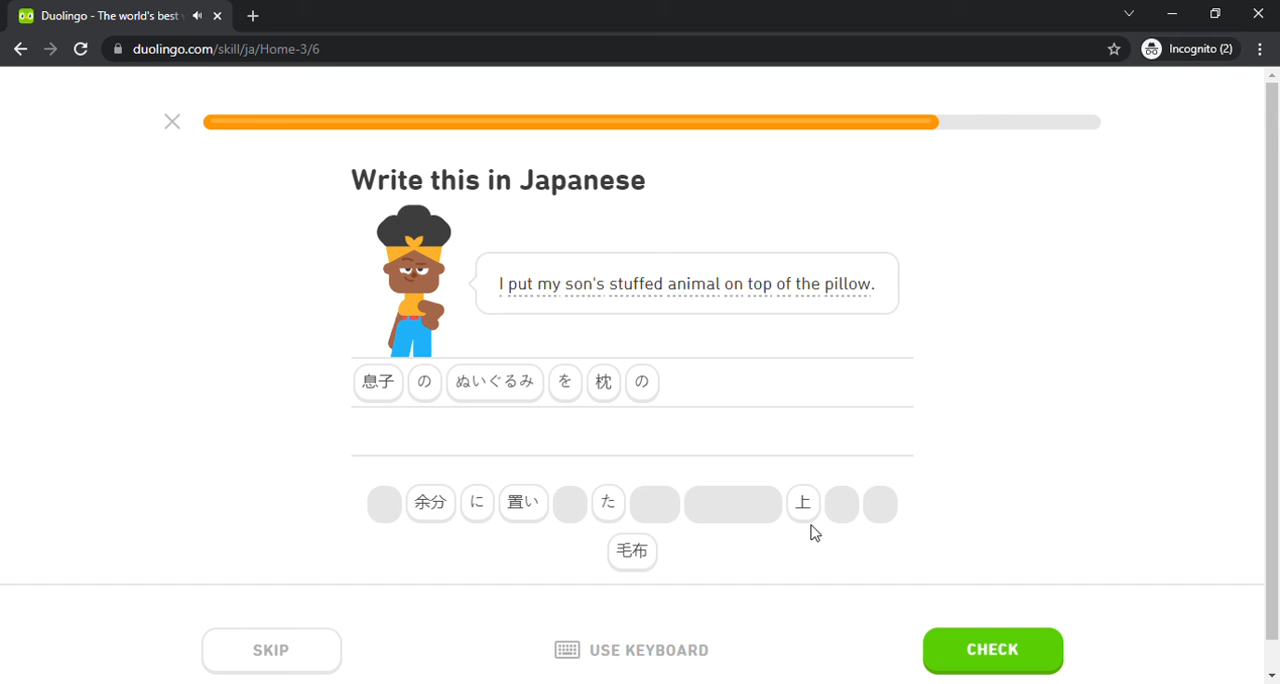 Duolingo - The world's best
duolingo.com/skill/ja/Home-3/6
Incognito (2)
Write this in Japanese
I put my son's stuffed animal on top of the pillow.
息子 の ぬいぐるみ を 枕 の
余分 に 置い た 上
毛布
SKIP
USE KEYBOARD
CHECK